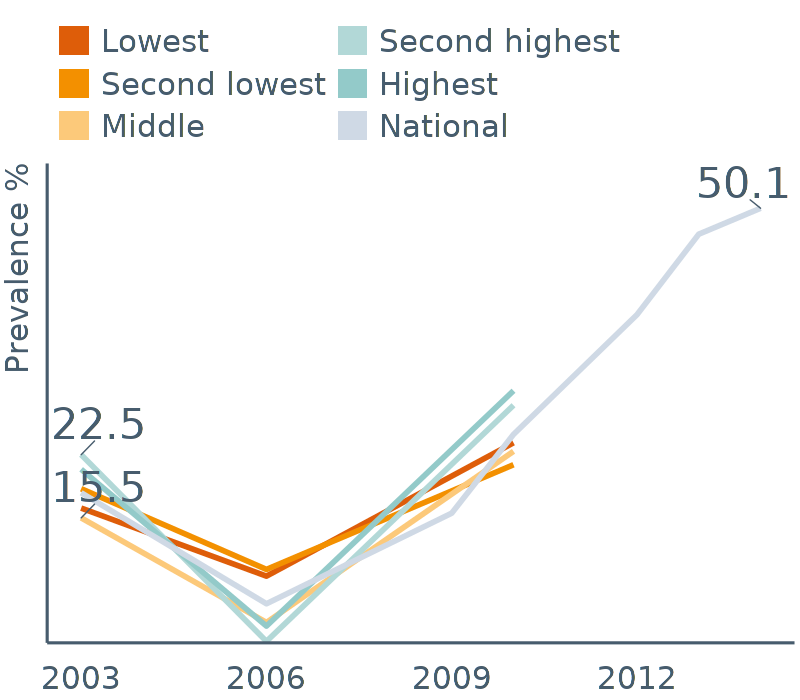 Lowest
Second lowest
Middle
Second highest
Highest
National
Prevalence %
50.1
22.5
15.5
2003 2006 2009 2012